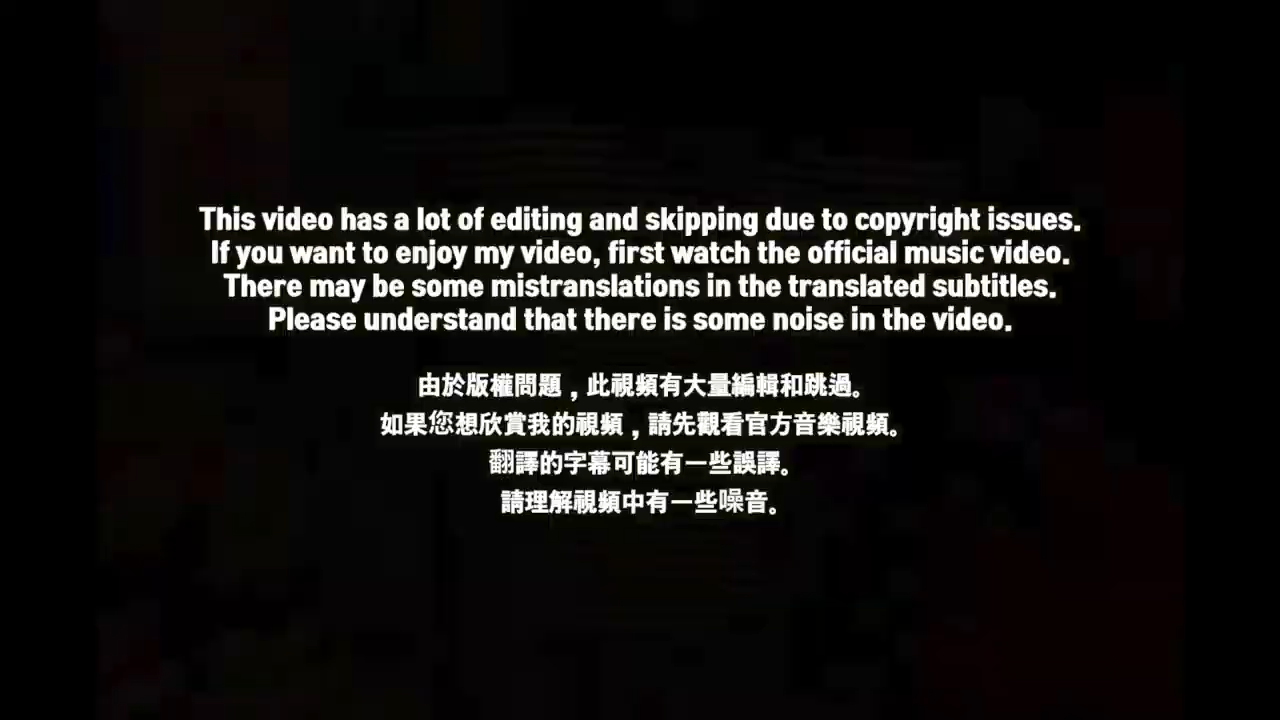 This video has a lot of editing and skipping due to copyright issues.
If you want to enjoy my video, first watch the official music video.
There may be some mistranslations in the translated subtitles.
Please understand that there is some noise in the video.
由於版權問題，此視頻有大量編輯和跳過。
如果您想欣賞我的視頻，請先觀看官方音樂視頻。
翻譯的字幕可能有一些誤譯。
請理解視頻中有一些噪音。